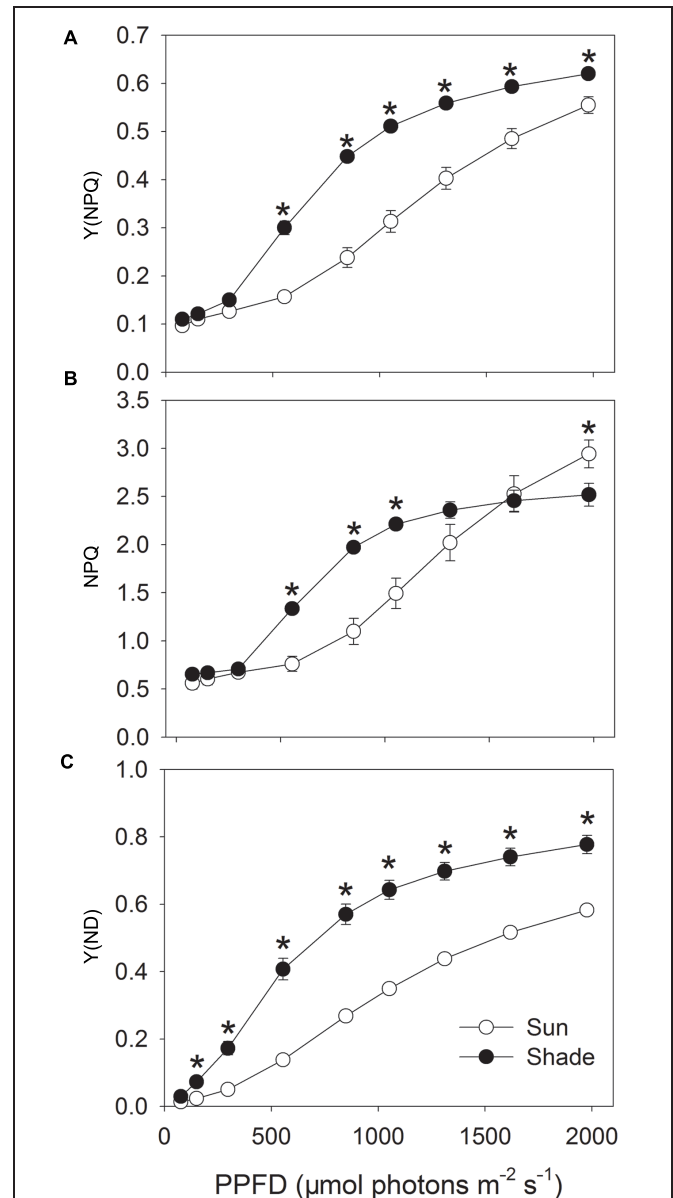 A
Y(NPQ)
0.7
0.6
0.5
0.4
0.3
0.2
0.1
0.0
* * * * * * *
B
NPQ
3.5
3.0
2.5
2.0
1.5
1.0
0.5
0.0
* * * *
C
Y(ND)
1.0
0.8
0.6
0.4
0.2
0.0
* * * * * * * * *
Sun
Shade
0 500 1000 1500 2000
PPFD (µmol photons m⁻² s⁻¹)